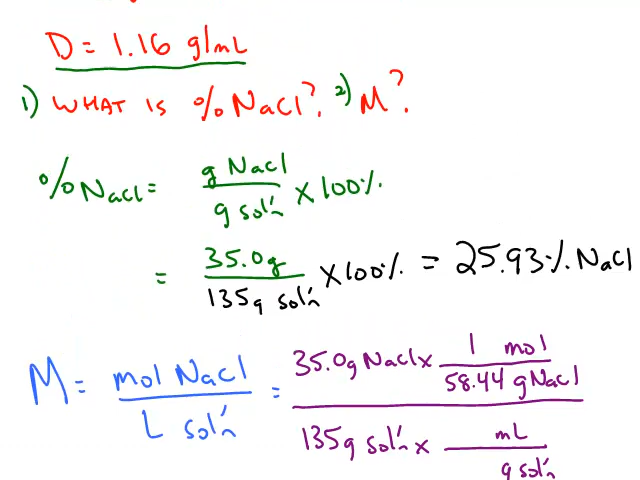 D = 1.16 g/mL
1) WHAT IS % NaCl? 2) M?
% NaCl = g NaCl / g sol'n × 100%
= 35.0g / 135g sol'n × 100% = 25.93% NaCl
M = mol NaCl / L sol'n = 35.0g NaCl × 1 mol / 58.44 gNaCl
135g sol'n × mL / g sol'n